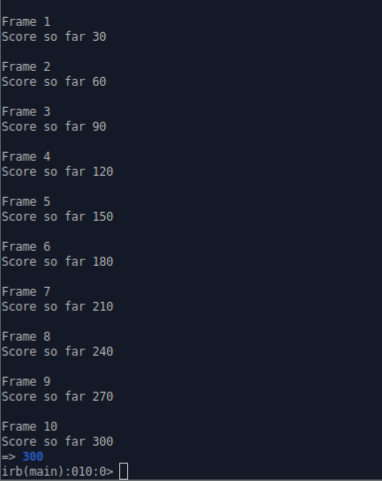 Frame 1
Score so far 30
Frame 2
Score so far 60
Frame 3
Score so far 90
Frame 4
Score so far 120
Frame 5
Score so far 150
Frame 6
Score so far 180
Frame 7
Score so far 210
Frame 8
Score so far 240
Frame 9
Score so far 270
Frame 10
Score so far 300
=> 300
irb(main):010:0>